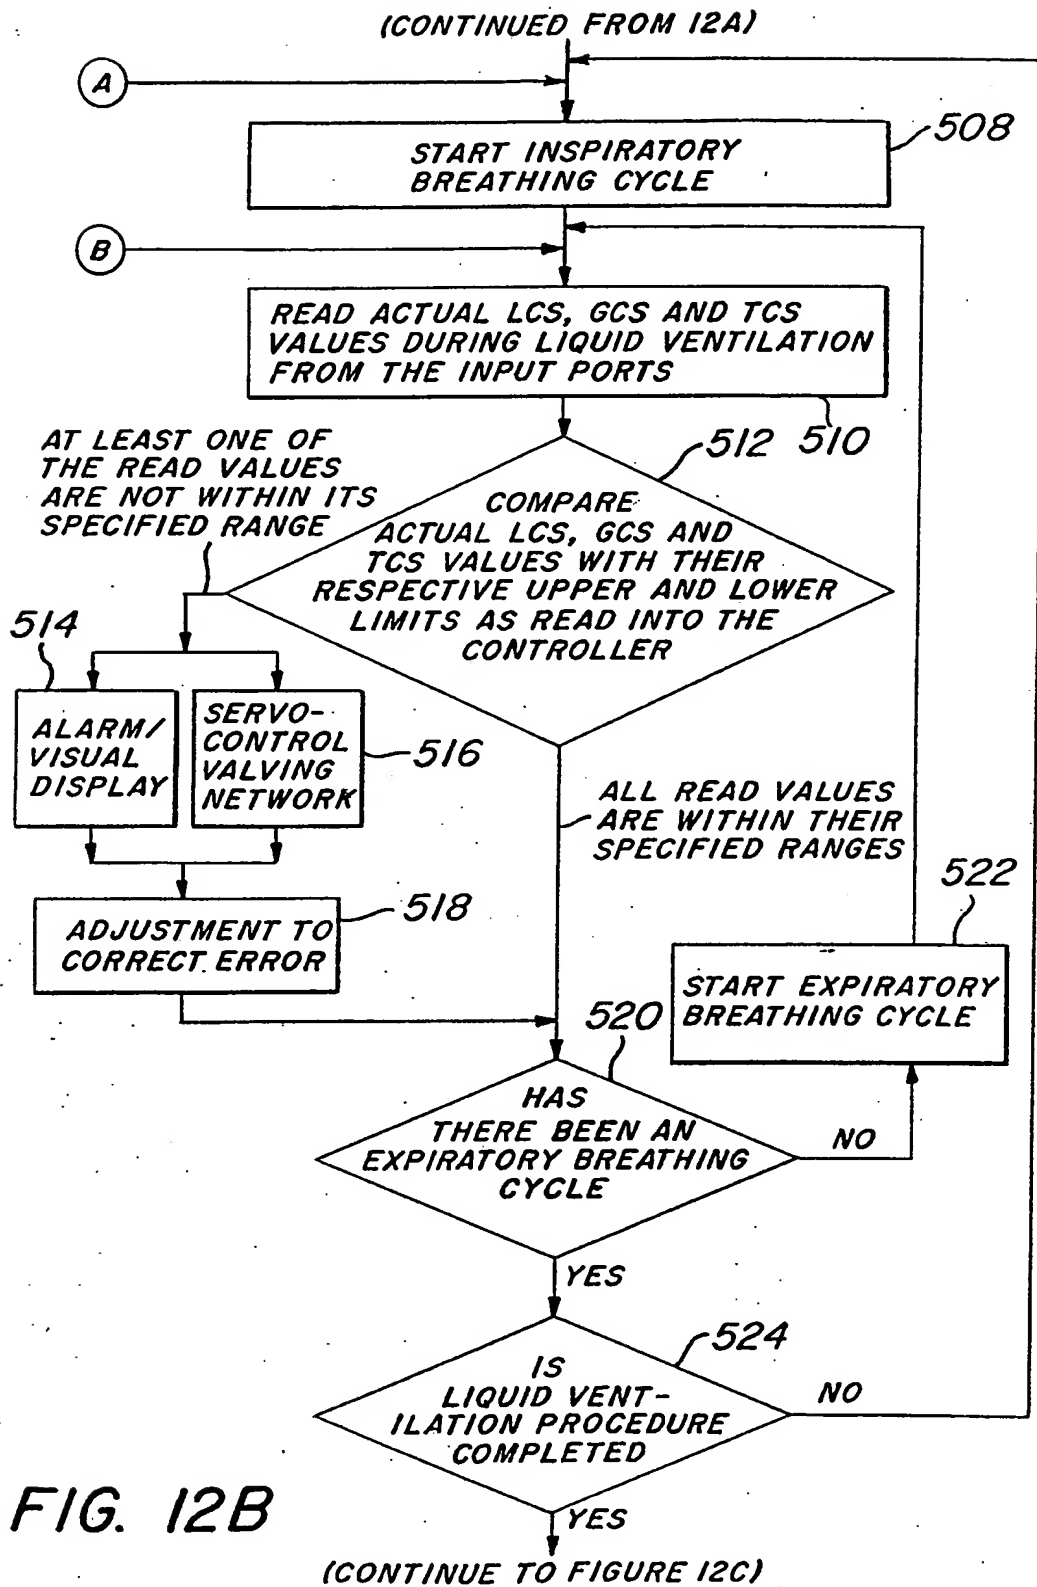 (CONTINUED FROM 12A)
A
508
START INSPIRATORY
BREATHING CYCLE
B
READ ACTUAL LCS, GCS AND TCS
VALUES DURING LIQUID VENTILATION
FROM THE INPUT PORTS
510
AT LEAST ONE OF
THE READ VALUES
ARE NOT WITHIN ITS
SPECIFIED RANGE
512
COMPARE
ACTUAL LCS, GCS AND
TCS VALUES WITH THEIR
RESPECTIVE UPPER AND LOWER
LIMITS AS READ INTO THE
CONTROLLER
514
ALARM/
VISUAL
DISPLAY
SERVO-
CONTROL
VALVING
NETWORK
516
ALL READ VALUES
ARE WITHIN THEIR
SPECIFIED RANGES
518
ADJUSTMENT TO
CORRECT ERROR
522
START EXPIRATORY
BREATHING CYCLE
520
HAS
THERE BEEN AN
EXPIRATORY BREATHING
CYCLE
NO
YES
524
IS
LIQUID VENT-
ILATION PROCEDURE
COMPLETED
NO
YES
FIG. 12B
(CONTINUE TO FIGURE 12C)